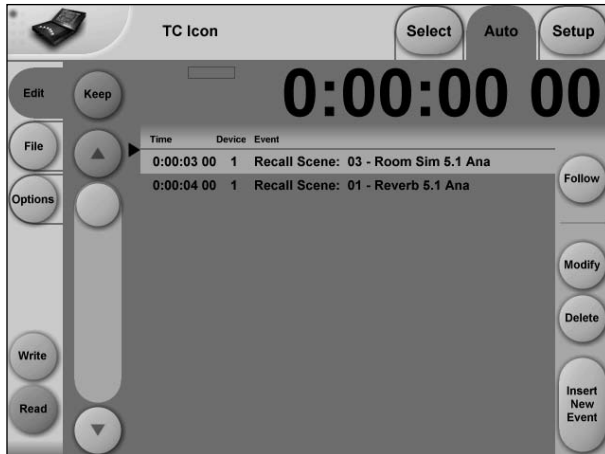 TC Icon
Select
Auto
Setup
Edit
Keep
0:00:00 00
File
Time Device Event
0:00:03 00 1 Recall Scene: 03 - Room Sim 5.1 Ana
0:00:04 00 1 Recall Scene: 01 - Reverb 5.1 Ana
Follow
Options
Modify
Delete
Write
Read
Insert
New
Event